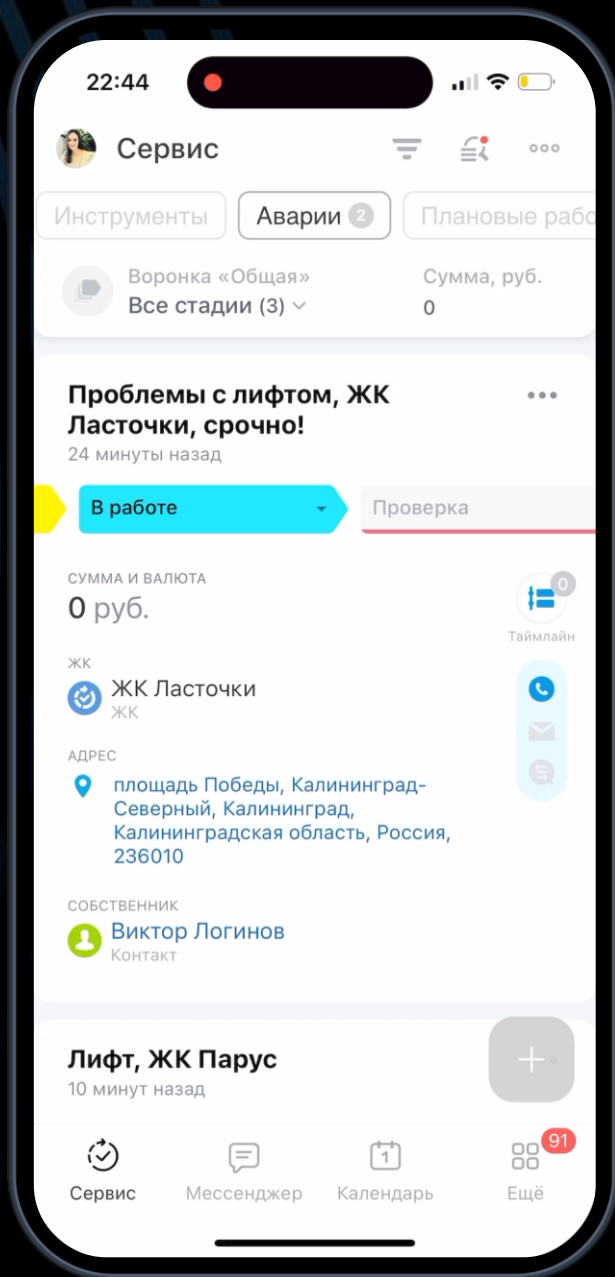 22:44
Сервис
Инструменты
Аварии 2
Плановые рабо
Воронка «Общая»
Сумма, руб.
Все стадии (3)
0
Проблемы с лифтом, ЖК
Ласточки, срочно!
24 минуты назад
В работе
Проверка
СУММА И ВАЛЮТА
0 руб.
0
Таймлайн
ЖК
ЖК Ласточки
ЖК
АДРЕС
площадь Победы, Калининград-
Северный, Калининград,
Калининградская область, Россия,
236010
СОБСТВЕННИК
Виктор Логинов
Контакт
Лифт, ЖК Парус
10 минут назад
1
91
Сервис
Мессенджер
Календарь
Ещё